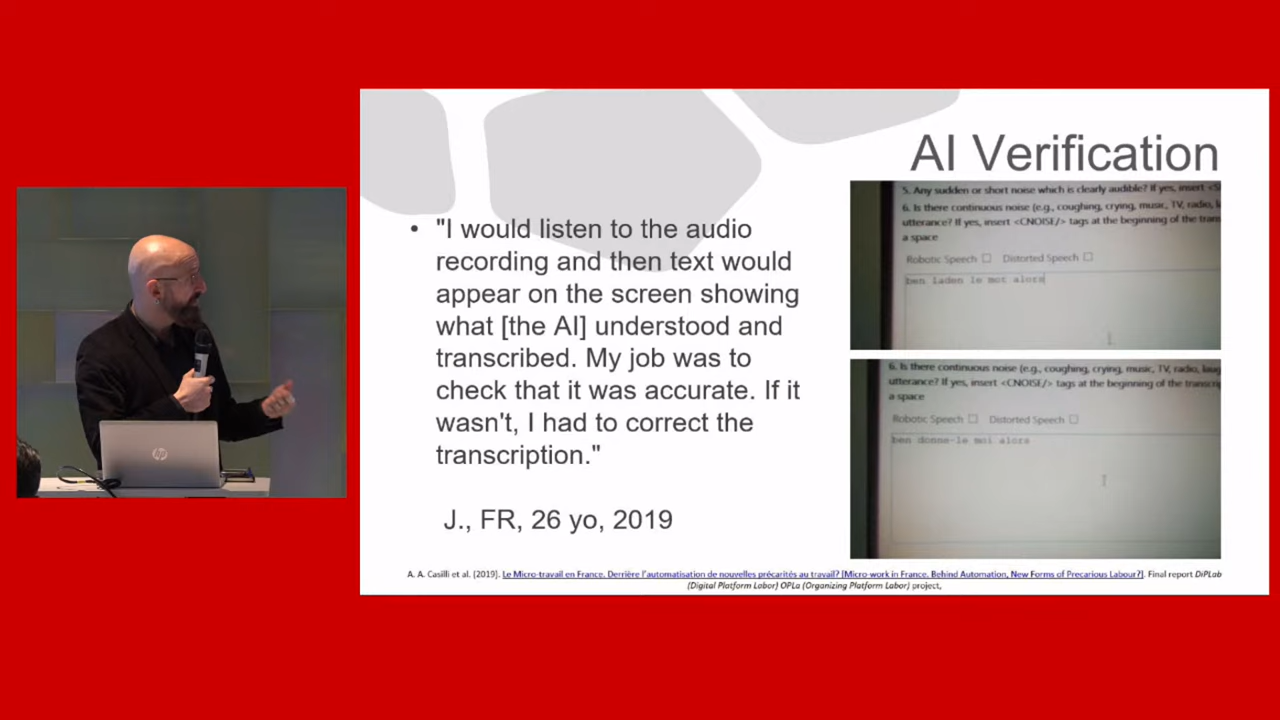 AI Verification
• "I would listen to the audio
recording and then text would
appear on the screen showing
what [the AI] understood and
transcribed. My job was to
check that it was accurate. If it
wasn't, I had to correct the
transcription."
J., FR, 26 yo, 2019
5. Any sudden or short noise which is clearly audible? If yes, insert
6. Is there continuous noise (e.g., coughing, crying, music, TV, radio,
utterance? If yes, insert <CNOISE/> tags at the beginning of the
a space
Robotic Speech Distorted Speech
ben laden le mot alors
6. Is there continuous noise (e.g., coughing, crying, music, TV, radio,
utterance? If yes, insert <CNOISE/> tags at the beginning of the
a space
Robotic Speech Distorted Speech
ben donne-le moi alors
A. A. Casilli et al. (2019). Le Micro-travail en France. Derrière l'automatisation de nouvelles précarités au travail? [Micro-work in France. Behind Automation, New Forms of Precarious Labour?]. Final report DiPLab
(Digital Platform Labor) OPLa (Organizing Platform Labor) project,
hp